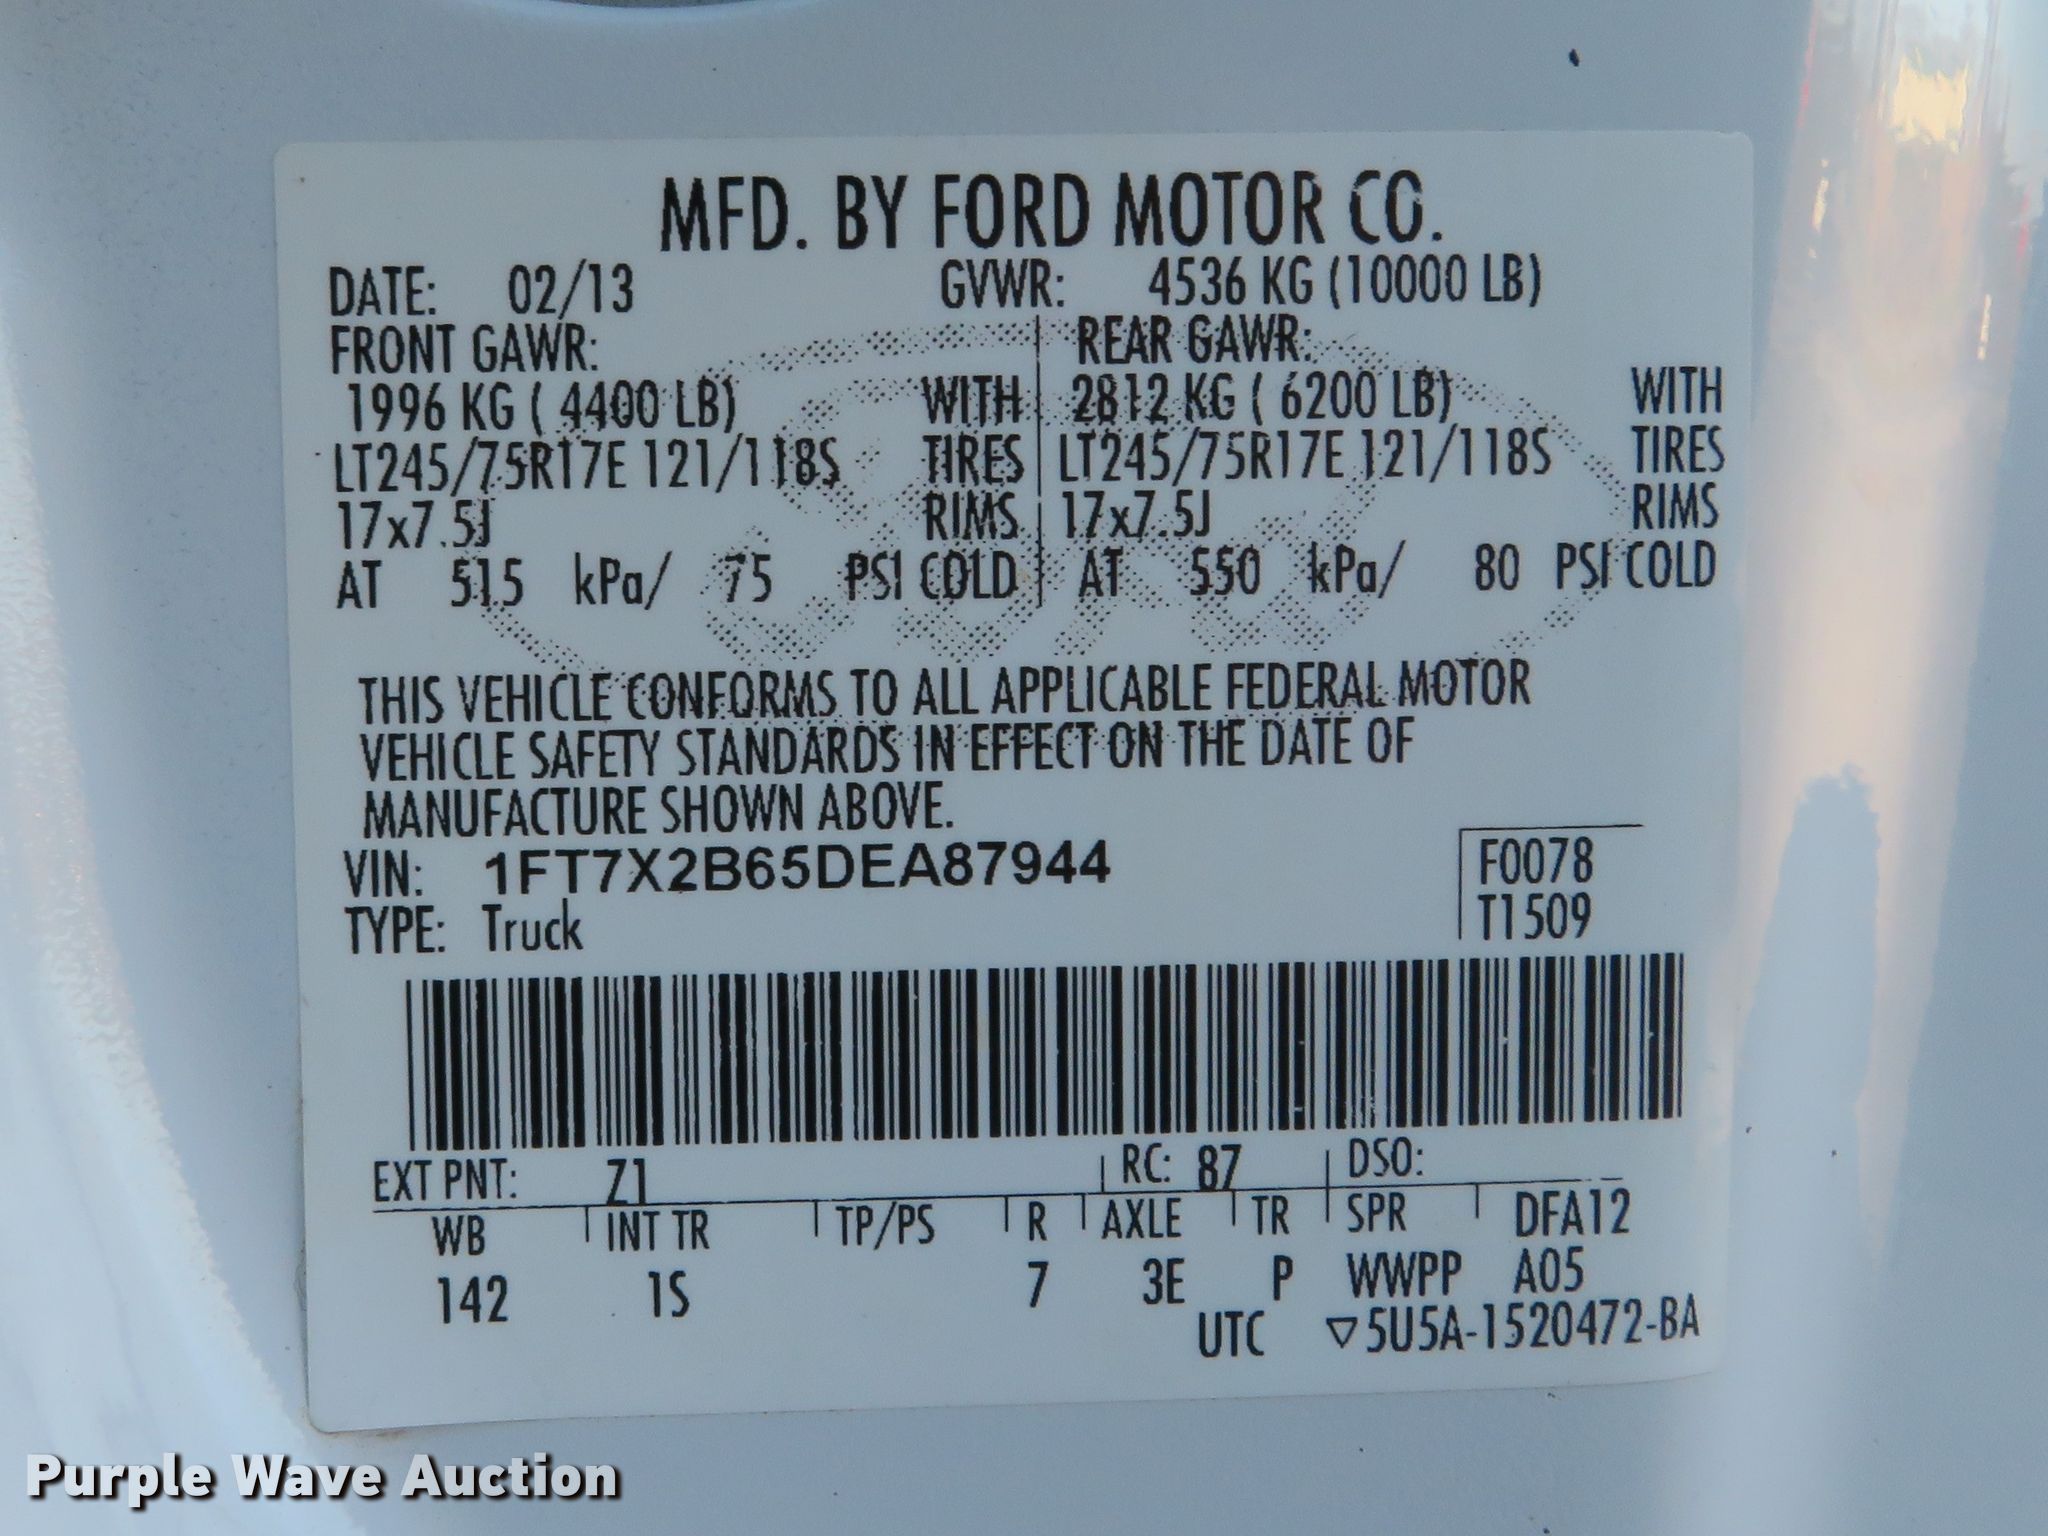 MFD. BY FORD MOTOR CO.
DATE: 02/13 GVWR: 4536 KG (10000 LB)
FRONT GAWR: REAR GAWR:
1996 KG ( 4400 LB) WITH 2812 KG ( 6200 LB) WITH
LT245/75R17E 121/118S TIRES LT245/75R17E 121/118S TIRES
17x7.5J RIMS 17x7.5J RIMS
AT 515 kPa/ 75 PSI COLD AT 550 kPa/ 80 PSI COLD
THIS VEHICLE CONFORMS TO ALL APPLICABLE FEDERAL MOTOR
VEHICLE SAFETY STANDARDS IN EFFECT ON THE DATE OF
MANUFACTURE SHOWN ABOVE.
VIN: 1FT7X2B65DEA87944 F0078
TYPE: Truck T1509
EXT PNT: Z1 RC: 87 DSO:
WB INT TR TP/PS R AXLE TR SPR DFA12
142 1S 7 3E P WWPP A05
UTC ▽5U5A-1520472-BA
Purple Wave Auction